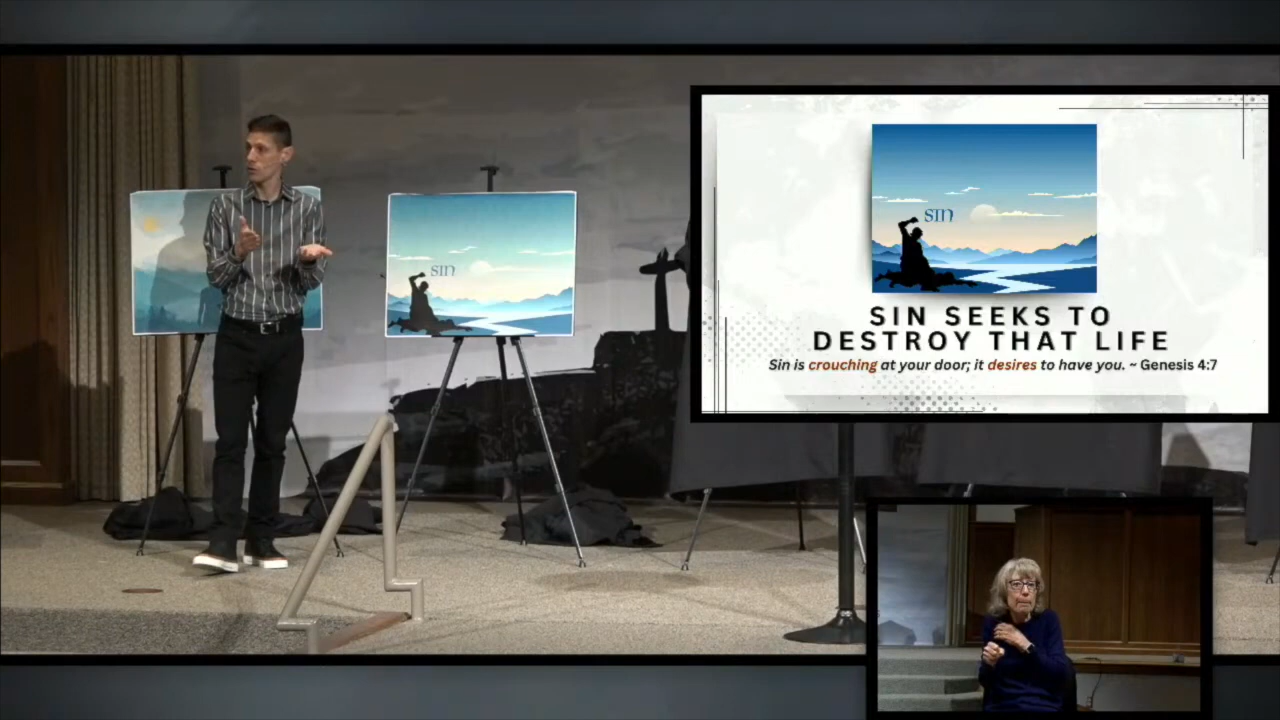 SIN
SIN
SIN SEEKS TO
DESTROY THAT LIFE
Sin is crouching at your door; it desires to have you. ~ Genesis 4:7